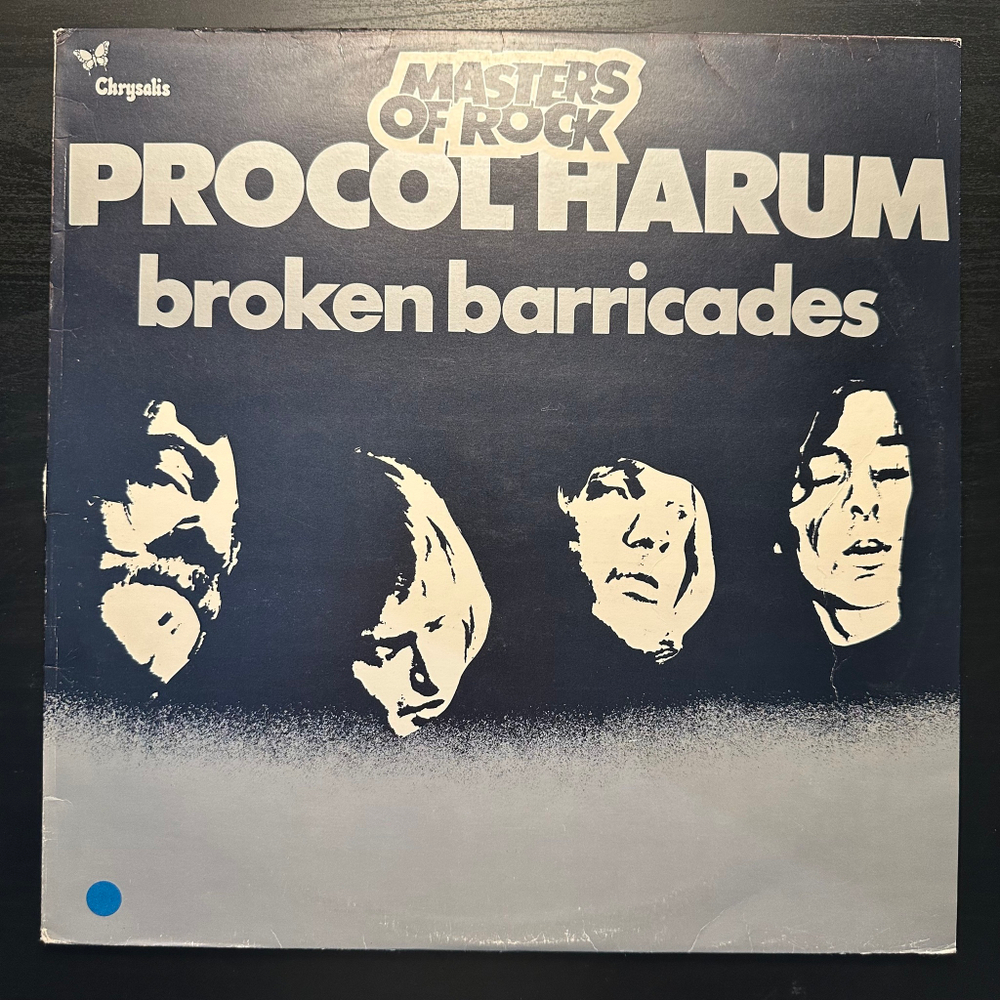 Chrysalis
MASTERS
OF ROCK
PROCOL HARUM
broken barricades